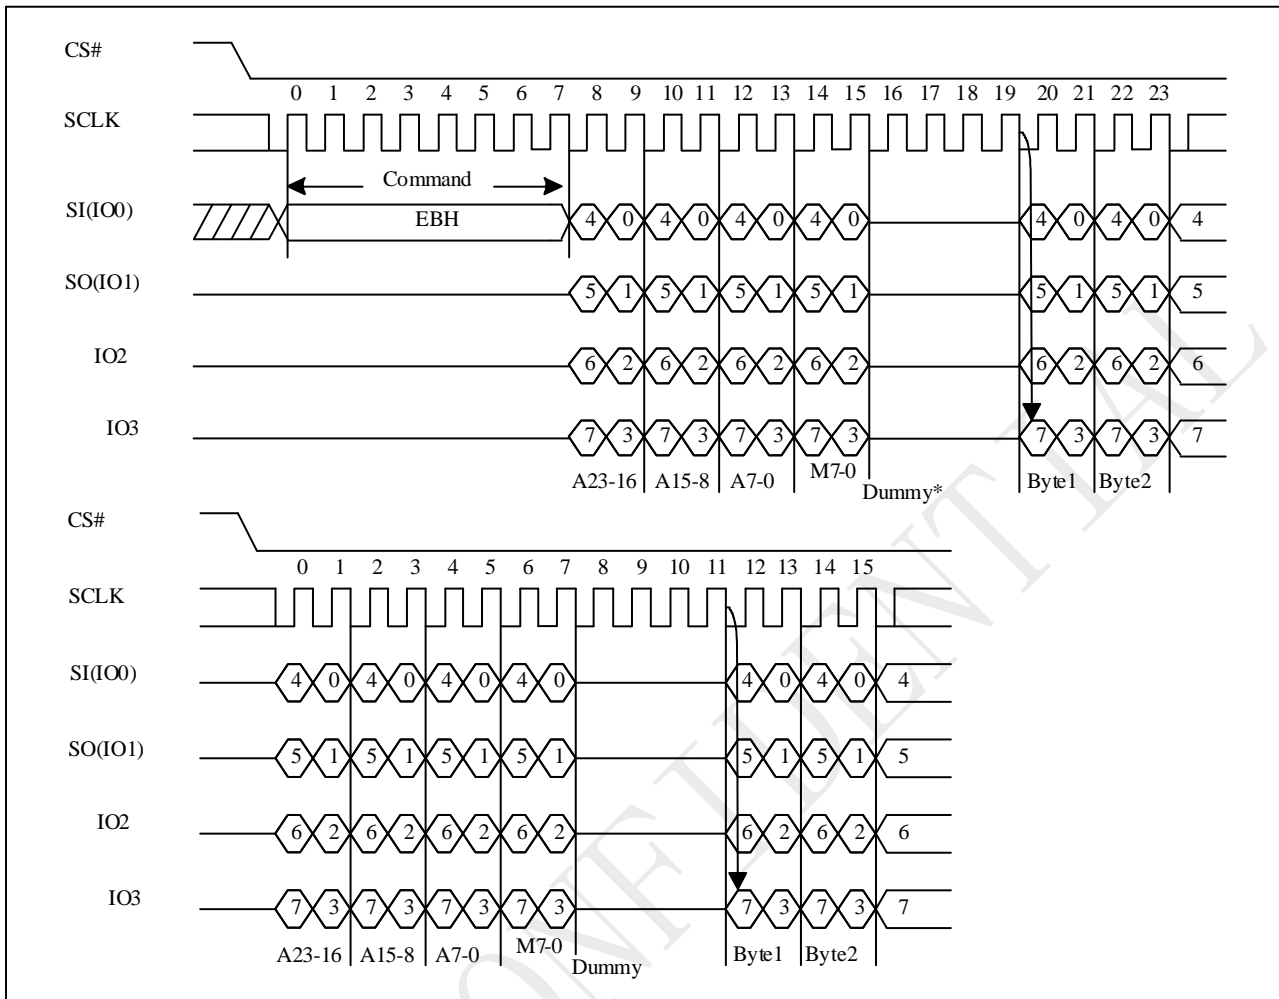 CS#
0 1 2 3 4 5 6 7 8 9 10 11 12 13 14 15 16 17 18 19 20 21 22 23
SCLK
Command
SI(IO0) EBH 4 0 4 0 4 0 4 0 4 0 4 0 4
SO(IO1) 5 1 5 1 5 1 5 1 5 1 5 1 5
IO2 6 2 6 2 6 2 6 2 6 2 6 2 6
IO3 7 3 7 3 7 3 7 3 7 3 7 3 7
A23-16 A15-8 A7-0 M7-0 Dummy* Byte1 Byte2
CS#
0 1 2 3 4 5 6 7 8 9 10 11 12 13 14 15
SCLK
SI(IO0) 4 0 4 0 4 0 4 0 4 0 4 0 4
SO(IO1) 5 1 5 1 5 1 5 1 5 1 5 1 5
IO2 6 2 6 2 6 2 6 2 6 2 6 2 6
IO3 7 3 7 3 7 3 7 3 7 3 7 3 7
A23-16 A15-8 A7-0 M7-0 Dummy Byte1 Byte2
ONFIDENTIAL